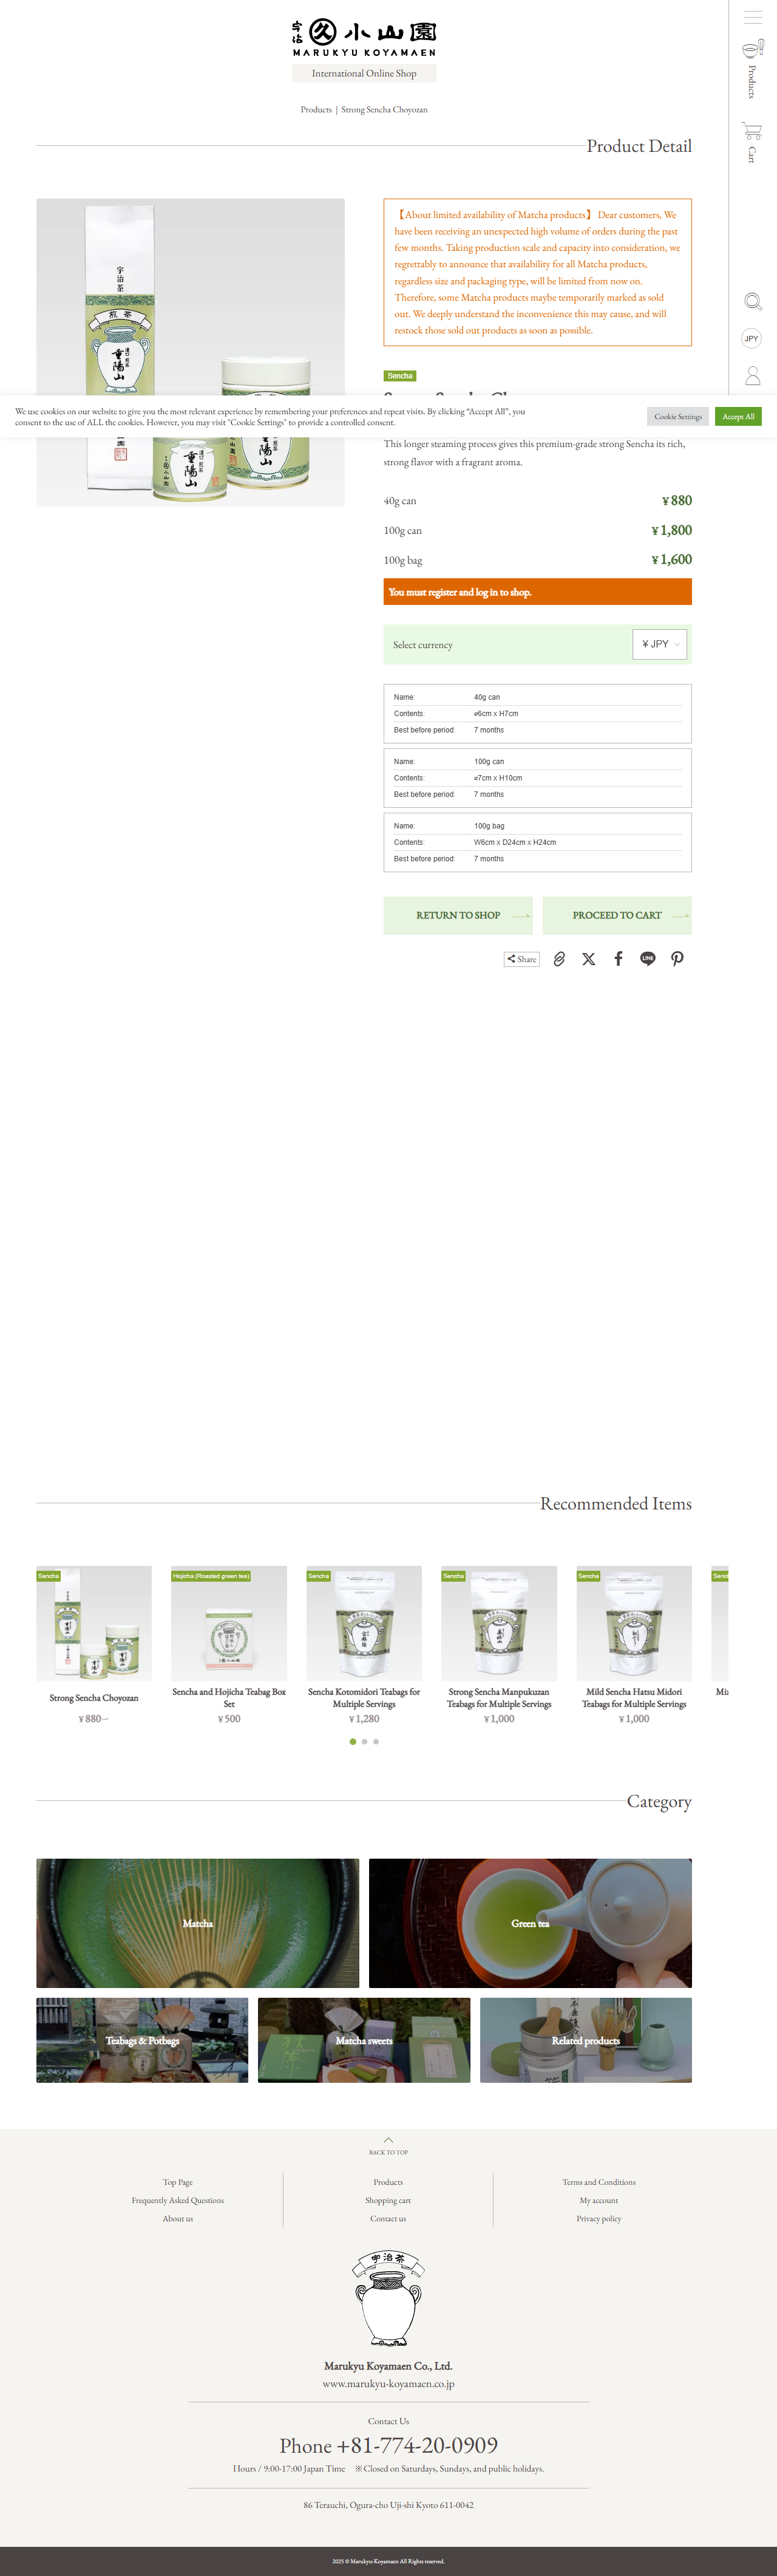 宇治 久 小山園
MARUKYU KOYAMAEN
International Online Shop
Products
Cart
JPY
Products | Strong Sencha Choyozan
Product Detail
宇治茶
煎茶
重陽山
【About limited availability of Matcha products】 Dear customers, We
have been receiving an unexpected high volume of orders during the past
few months. Taking production scale and capacity into consideration, we
regrettably to announce that availability for all Matcha products,
regardless size and packaging type, will be limited from now on.
Therefore, some Matcha products maybe temporarily marked as sold
out. We deeply understand the inconvenience this may cause, and will
restock those sold out products as soon as possible.
Sencha
We use cookies on our website to give you the most relevant experience by remembering your preferences and repeat visits. By clicking “Accept All”, you
consent to the use of ALL the cookies. However, you may visit "Cookie Settings" to provide a controlled consent.
Cookie Settings
Accept All
重陽山
重陽山
This longer steaming process gives this premium-grade strong Sencha its rich,
strong flavor with a fragrant aroma.
40g can ¥ 880
100g can ¥ 1,800
100g bag ¥ 1,600
You must register and log in to shop.
Select currency ¥ JPY
Name: 40g can
Contents: ⌀6cm x H7cm
Best before period: 7 months
Name: 100g can
Contents: ⌀7cm x H10cm
Best before period: 7 months
Name: 100g bag
Contents: W6cm x D24cm x H24cm
Best before period: 7 months
RETURN TO SHOP
PROCEED TO CART
Share
LINE
Recommended Items
Sencha
Strong Sencha Choyozan
¥ 880～
Hojicha (Roasted green tea)
Sencha and Hojicha Teabag Box
Set
¥ 500
Sencha
Sencha Kotomidori Teabags for
Multiple Servings
¥ 1,280
Sencha
Strong Sencha Manpukuzan
Teabags for Multiple Servings
¥ 1,000
Sencha
Mild Sencha Hatsu Midori
Teabags for Multiple Servings
¥ 1,000
Category
Matcha
Green tea
Teabags & Potbags
Matcha sweets
Related products
BACK TO TOP
Top Page
Frequently Asked Questions
About us
Products
Shopping cart
Contact us
Terms and Conditions
My account
Privacy policy
宇治茶
Marukyu Koyamaen Co., Ltd.
www.marukyu-koyamaen.co.jp
Contact Us
Phone +81-774-20-0909
Hours / 9:00-17:00 Japan Time ※Closed on Saturdays, Sundays, and public holidays.
86 Terauchi, Ogura-cho Uji-shi Kyoto 611-0042
2025 © Marukyu-Koyamaen All Rights reserved.